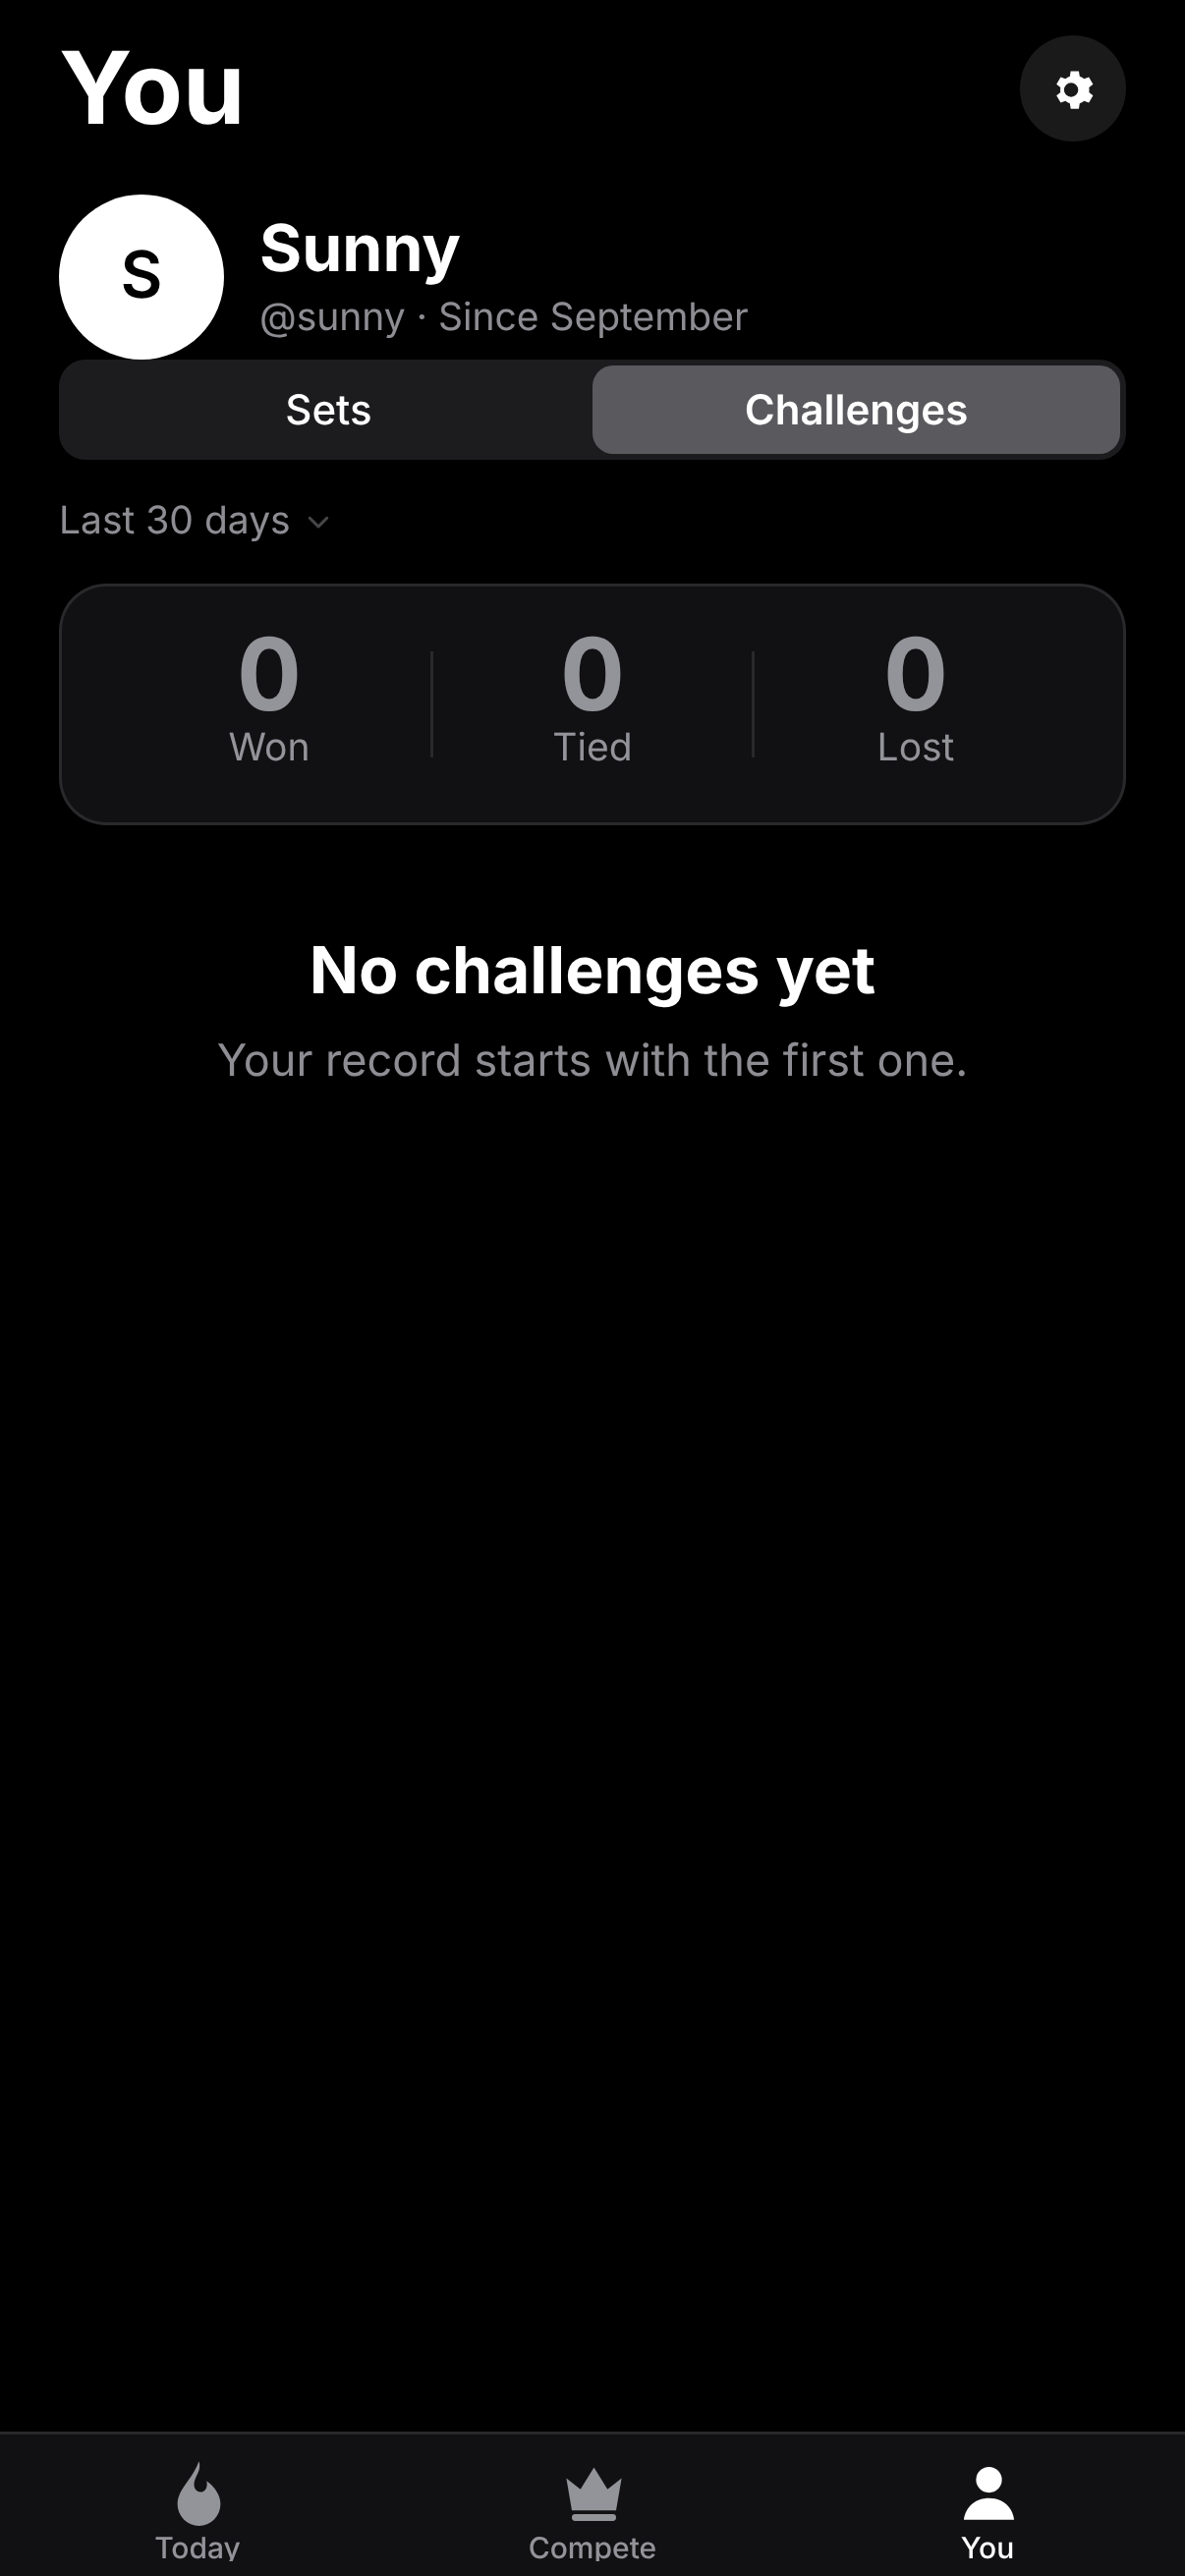 You
S
Sunny
@sunny · Since September
Sets
Challenges
Last 30 days
0
0
0
Won
Tied
Lost
No challenges yet
Your record starts with the first one.
Today
Compete
You